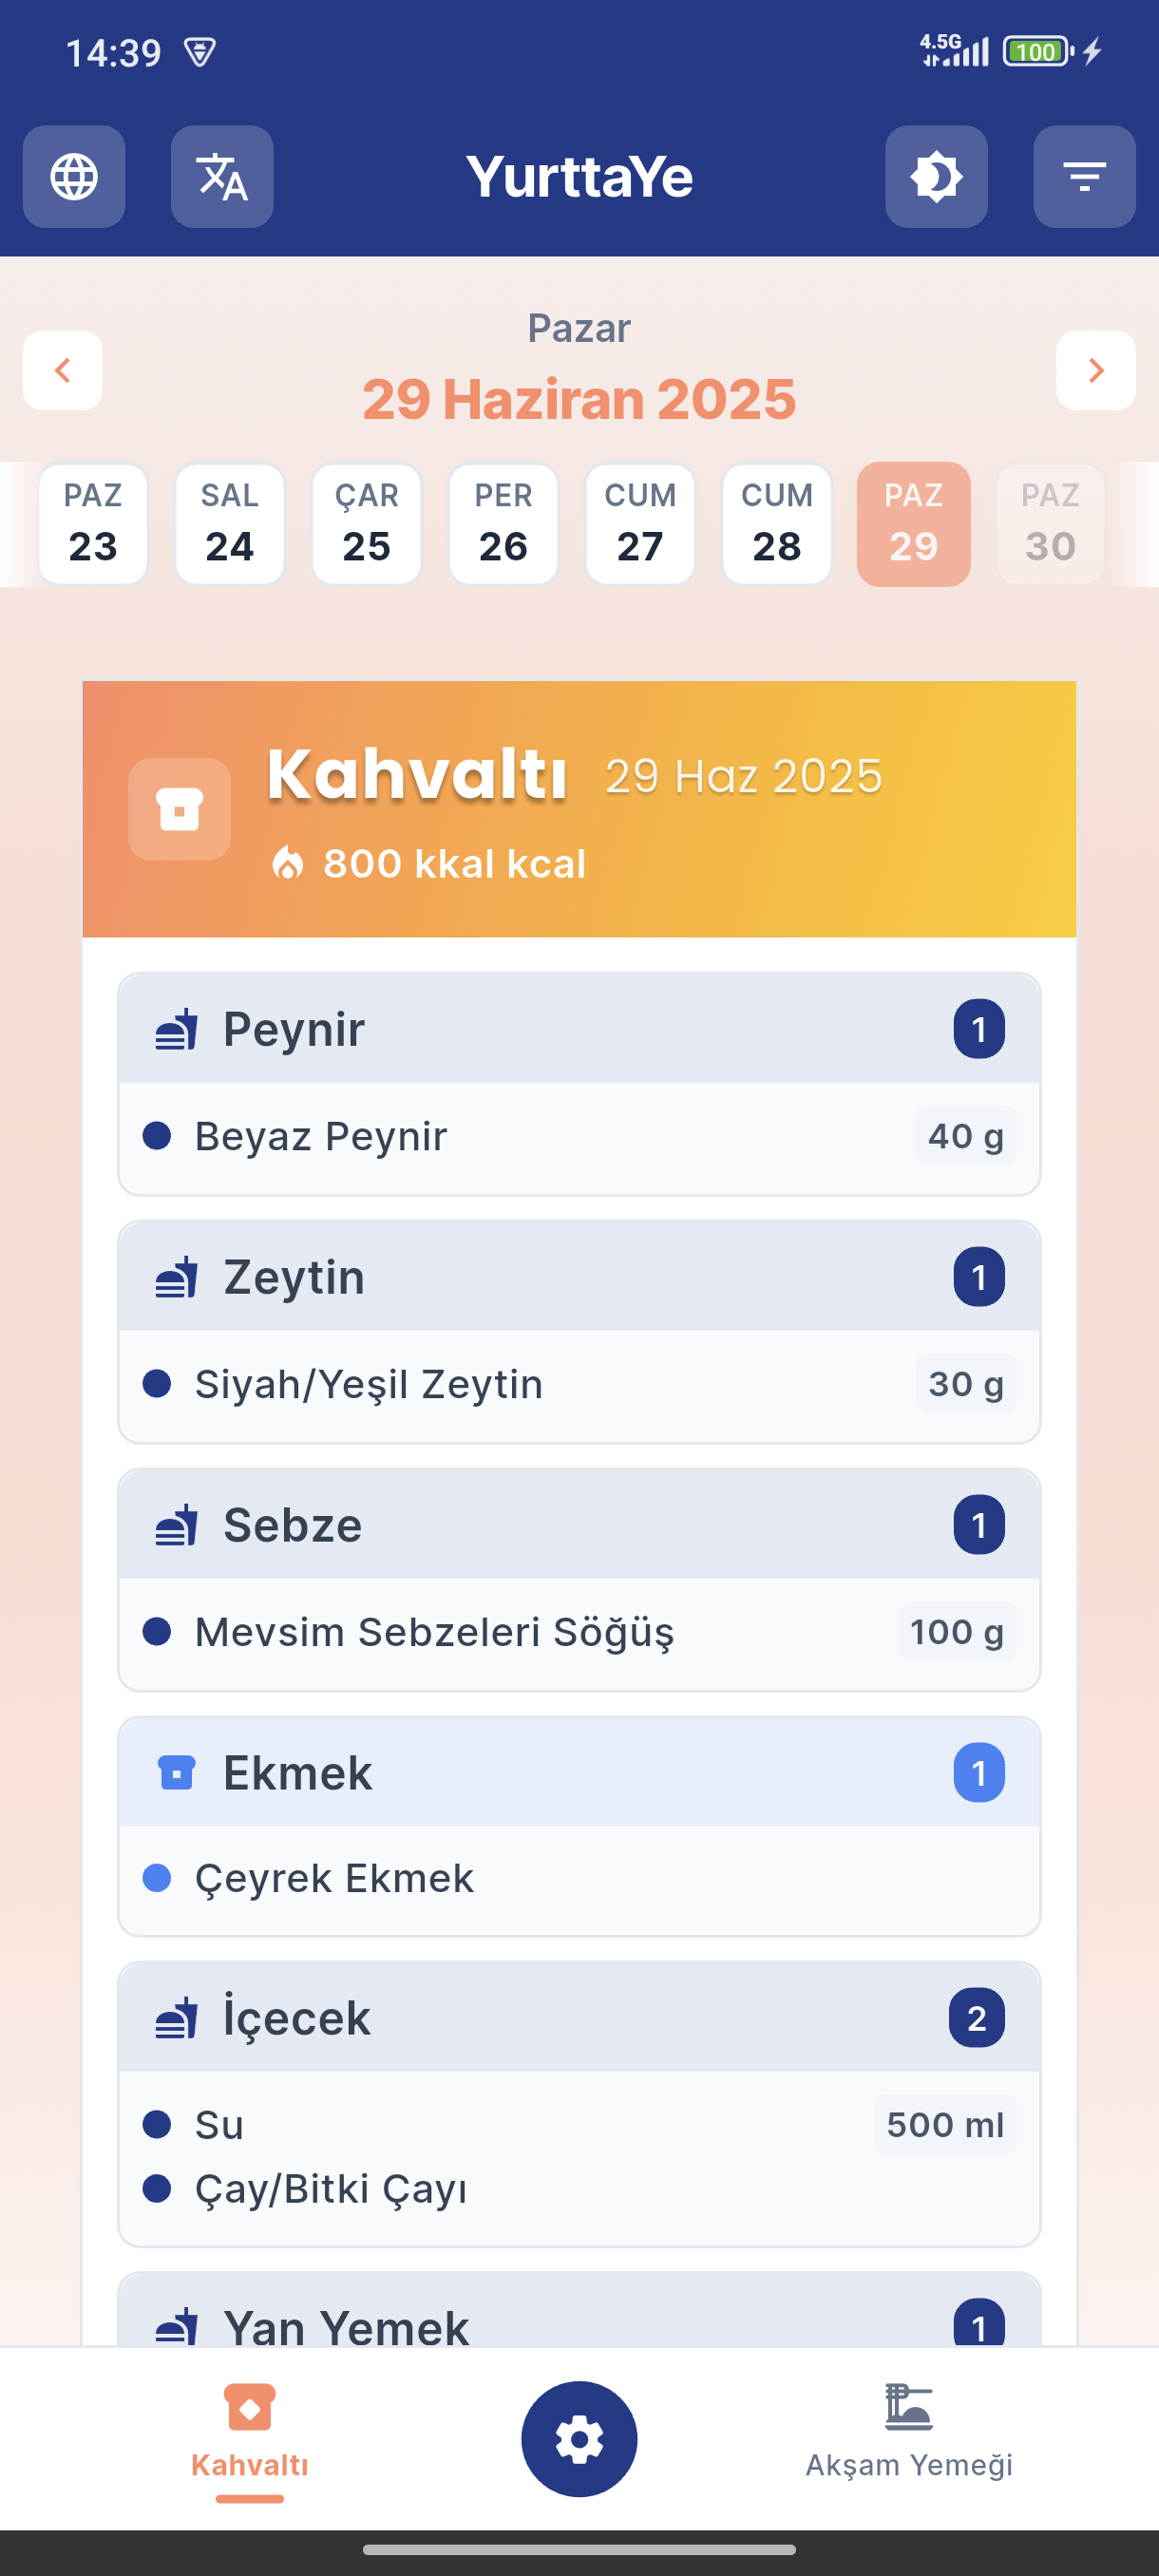 14:39
4.5G
100
YurttaYe
Pazar
29 Haziran 2025
PAZ SAL ÇAR PER CUM CUM PAZ PAZ
23 24 25 26 27 28 29 30
Kahvaltı 29 Haz 2025
800 kkal kcal
Peynir 1
Beyaz Peynir 40 g
Zeytin 1
Siyah/Yeşil Zeytin 30 g
Sebze 1
Mevsim Sebzeleri Söğüş 100 g
Ekmek 1
Çeyrek Ekmek
İçecek 2
Su 500 ml
Çay/Bitki Çayı
Yan Yemek 1
Kahvaltı Akşam Yemeği